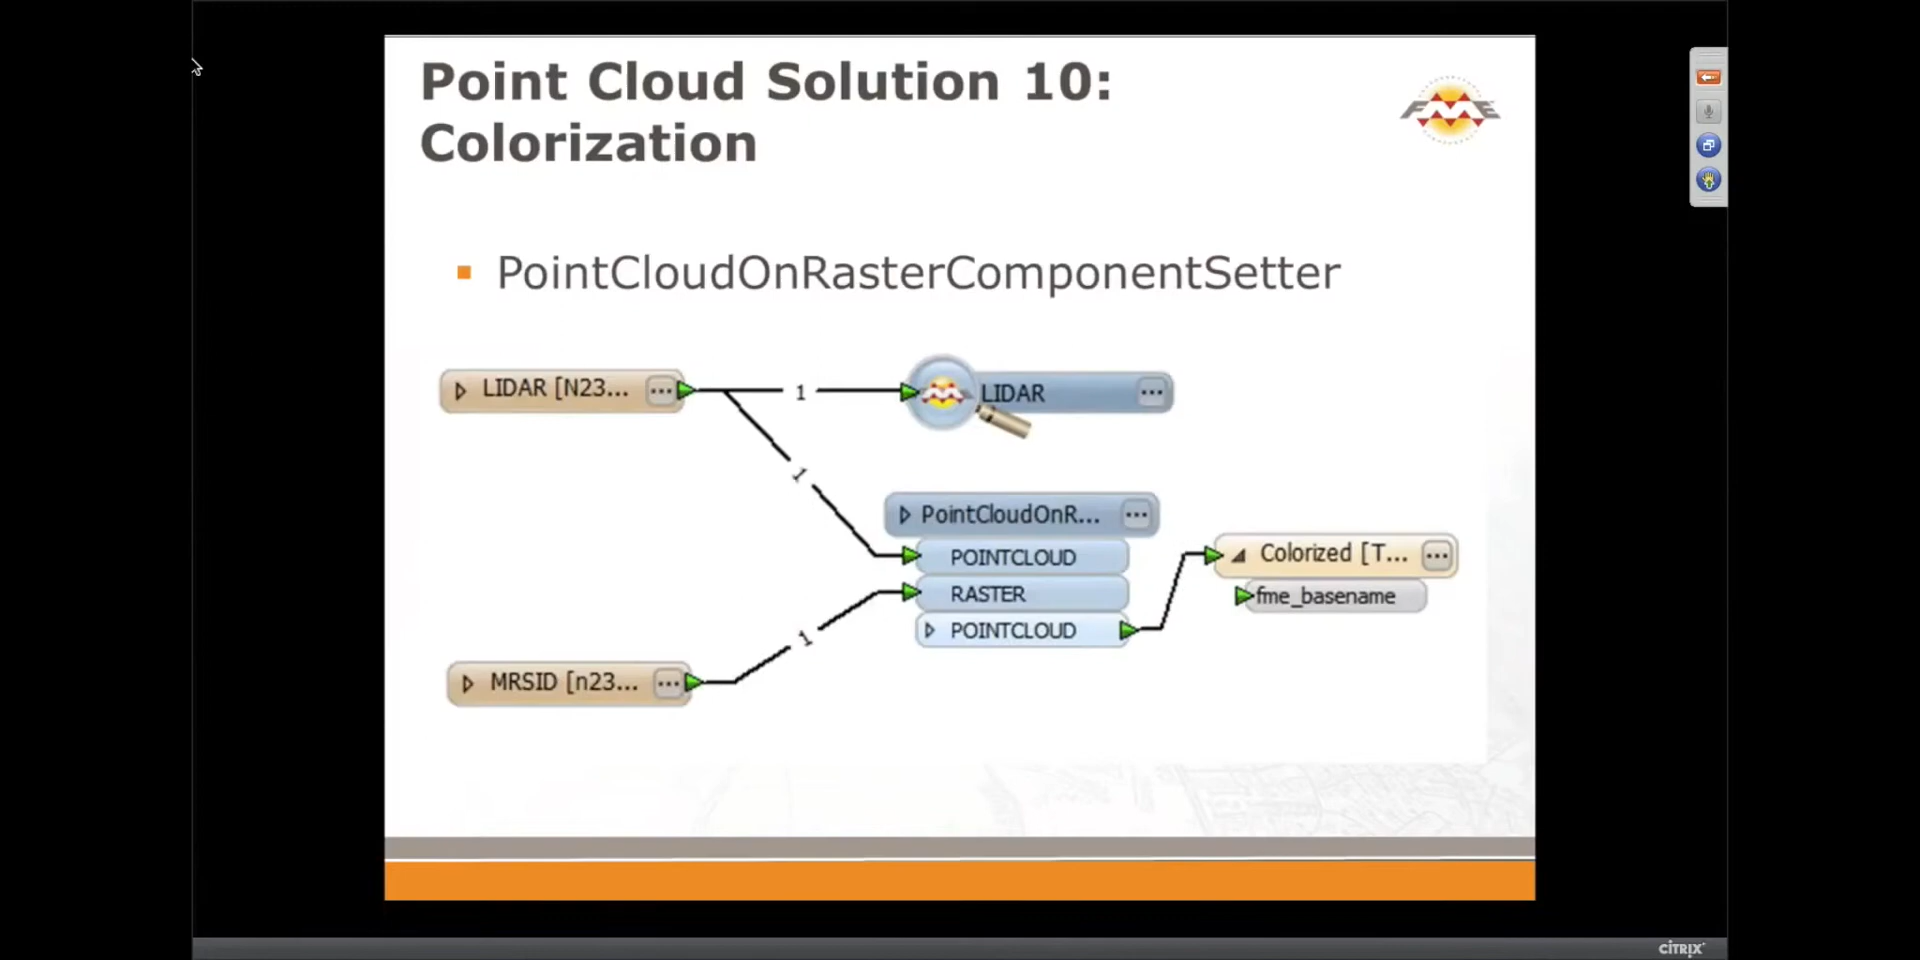 Point Cloud Solution 10:
Colorization
FME
PointCloudOnRasterComponentSetter
LIDAR [N23...
1
LIDAR
1
PointCloudOnR...
POINTCLOUD
Colorized [T...
RASTER
fme_basename
POINTCLOUD
1
MRSID [n23...
CITRIX